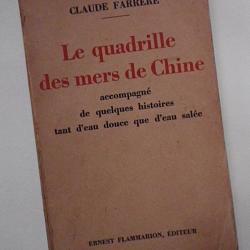 CLAUDE FARRÈRE
Le quadrille
des mers de Chine
accompagné
de quelques histoires
tant d'eau douce que d'eau salée
ERNEST FLAMMARION, ÉDITEUR